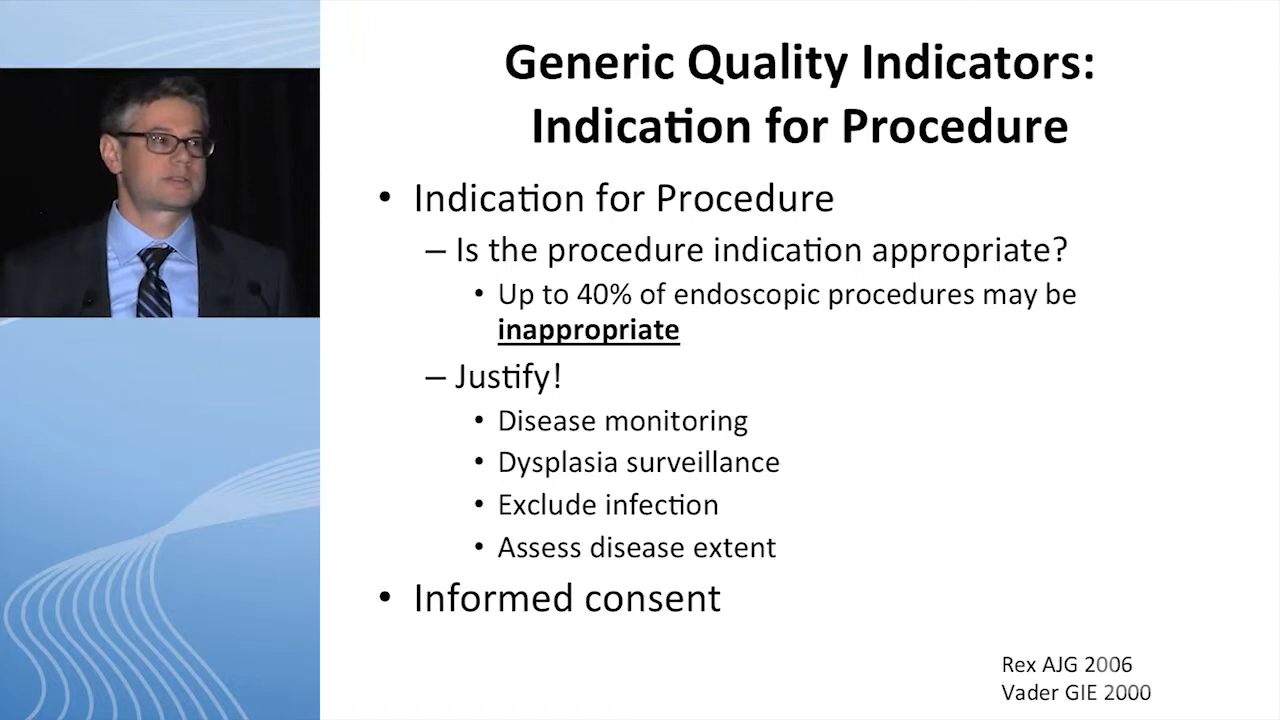 Generic Quality Indicators:
Indication for Procedure
• Indication for Procedure
– Is the procedure indication appropriate?
• Up to 40% of endoscopic procedures may be
inappropriate
– Justify!
• Disease monitoring
• Dysplasia surveillance
• Exclude infection
• Assess disease extent
• Informed consent
Rex AJG 2006
Vader GIE 2000